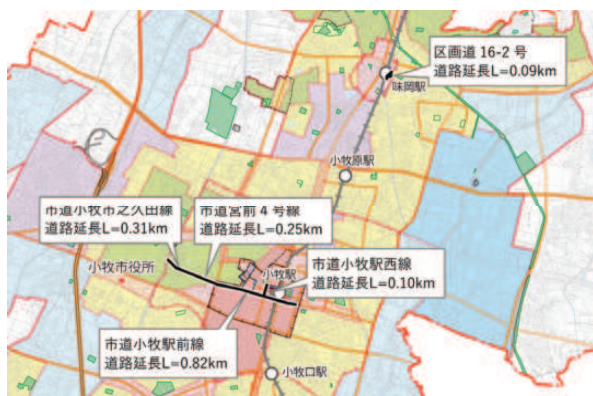 区画道 16-2 号
道路延長L=0.09km
味岡駅
小牧原駅
市道小牧市之久田線
道路延長L=0.31km
市道宮前 4 号線
道路延長L=0.25km
小牧市役所
小牧駅
市道小牧駅西線
道路延長L=0.10km
市道小牧駅前線
道路延長L=0.82km
小牧口駅